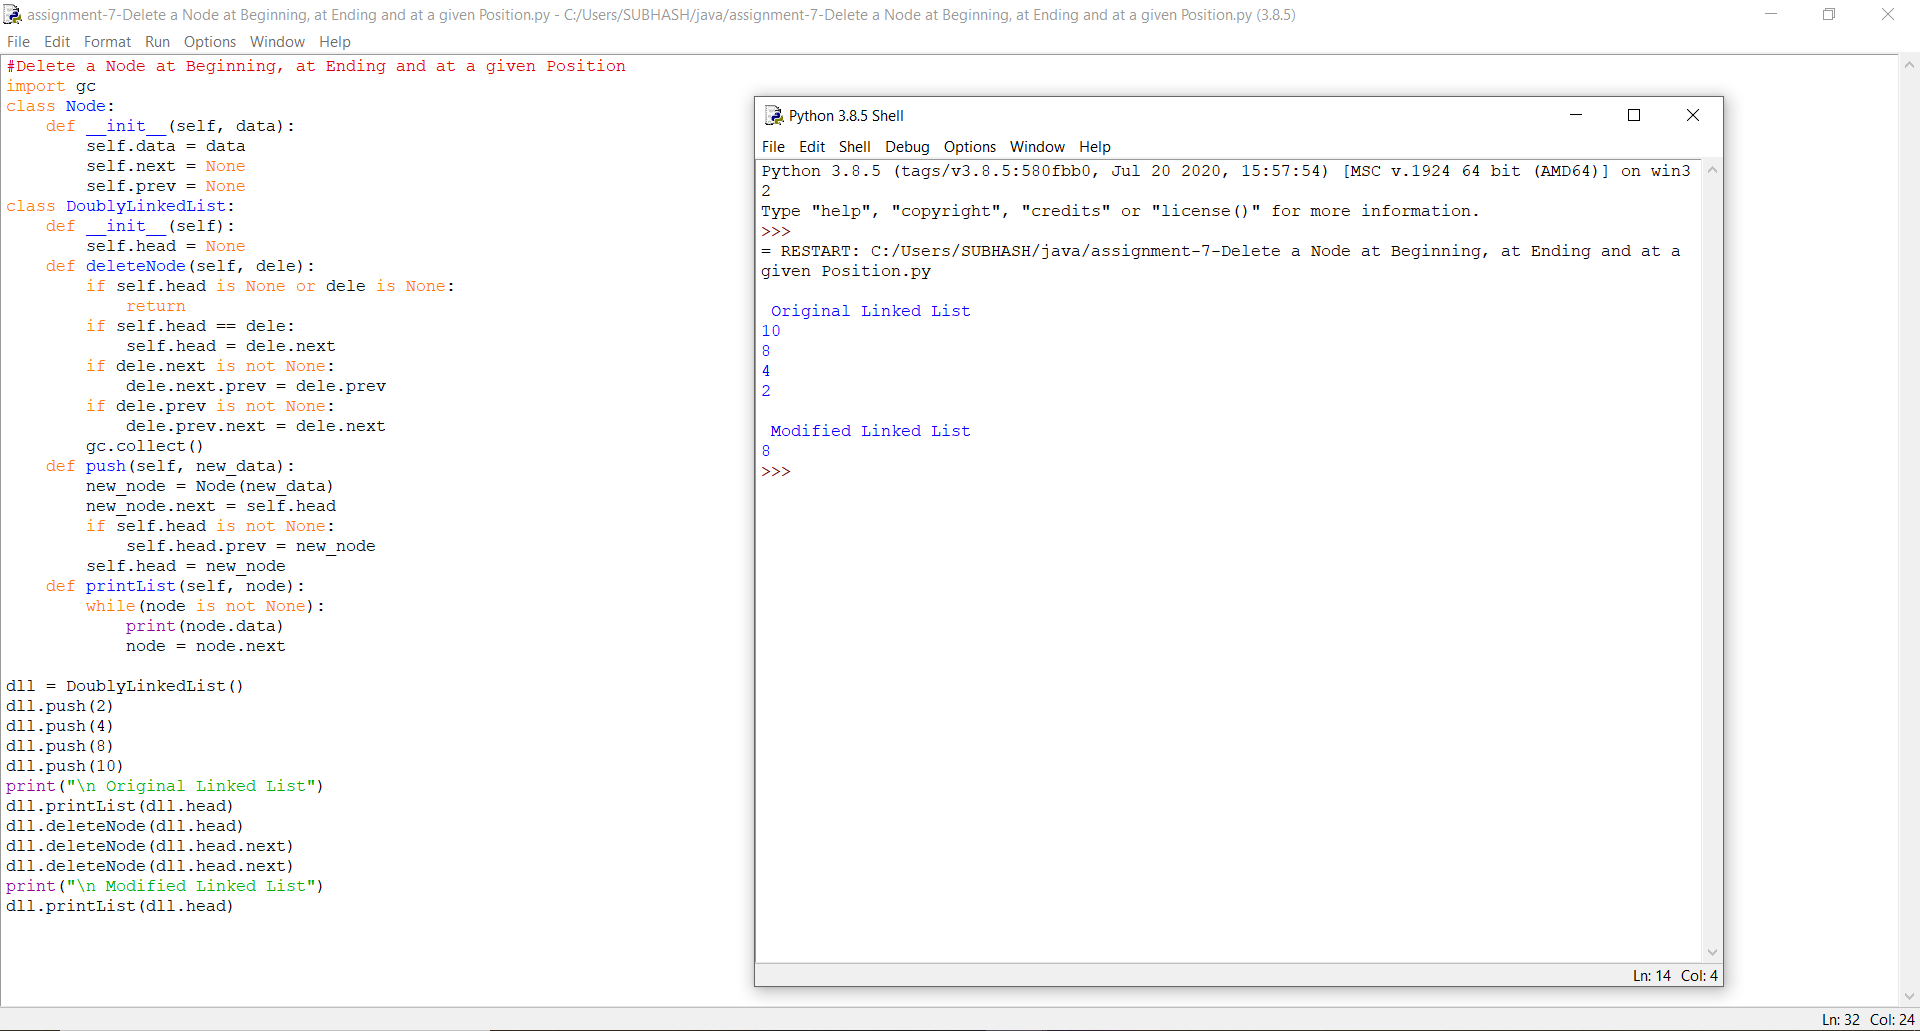 assignment-7-Delete a Node at Beginning, at Ending and at a given Position.py - C:/Users/SUBHASH/java/assignment-7-Delete a Node at Beginning, at Ending and at a given Position.py (3.8.5)
File Edit Format Run Options Window Help
#Delete a Node at Beginning, at Ending and at a given Position
import gc
class Node:
    def __init__(self, data):
        self.data = data
        self.next = None
        self.prev = None
class DoublyLinkedList:
    def __init__(self):
        self.head = None
    def deleteNode(self, dele):
        if self.head is None or dele is None:
            return
        if self.head == dele:
            self.head = dele.next
        if dele.next is not None:
            dele.next.prev = dele.prev
        if dele.prev is not None:
            dele.prev.next = dele.next
        gc.collect()
    def push(self, new_data):
        new_node = Node(new_data)
        new_node.next = self.head
        if self.head is not None:
            self.head.prev = new_node
        self.head = new_node
    def printList(self, node):
        while(node is not None):
            print(node.data)
            node = node.next
dll = DoublyLinkedList()
dll.push(2)
dll.push(4)
dll.push(8)
dll.push(10)
print("\n Original Linked List")
dll.printList(dll.head)
dll.deleteNode(dll.head)
dll.deleteNode(dll.head.next)
dll.deleteNode(dll.head.next)
print("\n Modified Linked List")
dll.printList(dll.head)
Python 3.8.5 Shell
File Edit Shell Debug Options Window Help
Python 3.8.5 (tags/v3.8.5:580fbb0, Jul 20 2020, 15:57:54) [MSC v.1924 64 bit (AMD64)] on win3
2
Type "help", "copyright", "credits" or "license()" for more information.
>>>
= RESTART: C:/Users/SUBHASH/java/assignment-7-Delete a Node at Beginning, at Ending and at a
given Position.py
 Original Linked List
10
8
4
2
 Modified Linked List
8
>>>
Ln: 14 Col: 4
Ln: 32 Col: 24